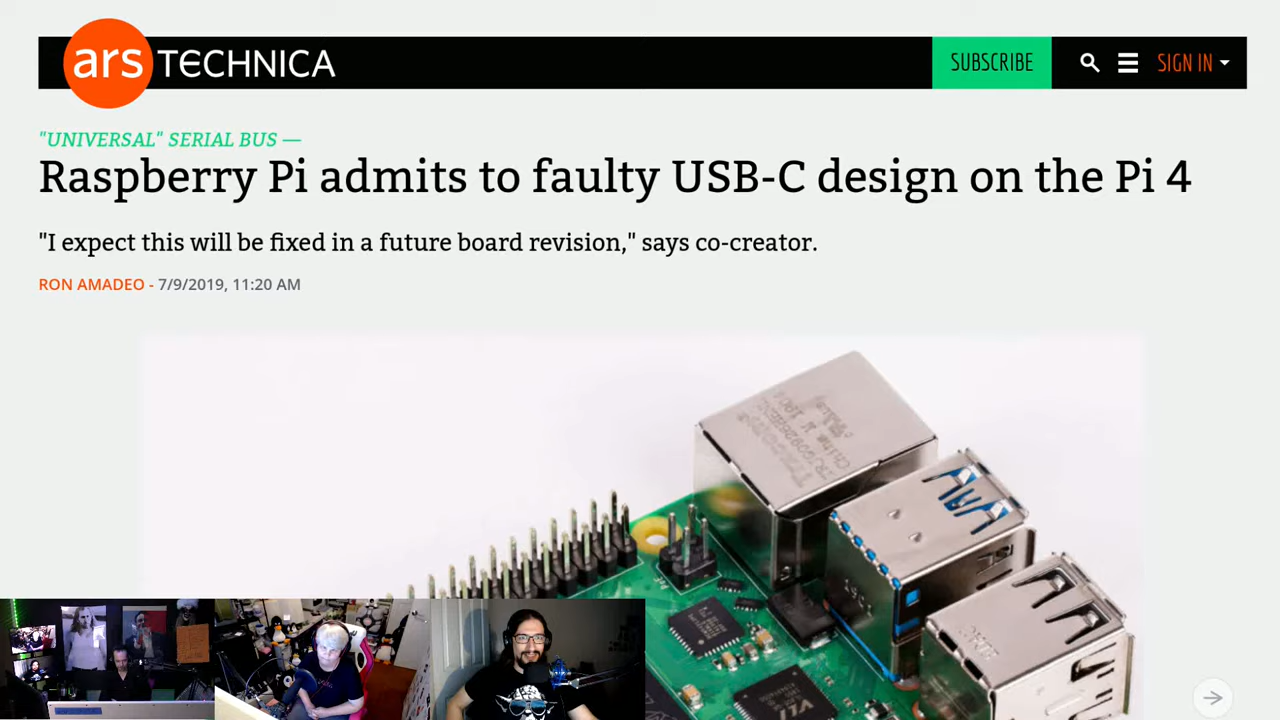 ars TECHNICA
SUBSCRIBE
SIGN IN
"UNIVERSAL" SERIAL BUS —
Raspberry Pi admits to faulty USB-C design on the Pi 4
"I expect this will be fixed in a future board revision," says co-creator.
RON AMADEO - 7/9/2019, 11:20 AM
VIA